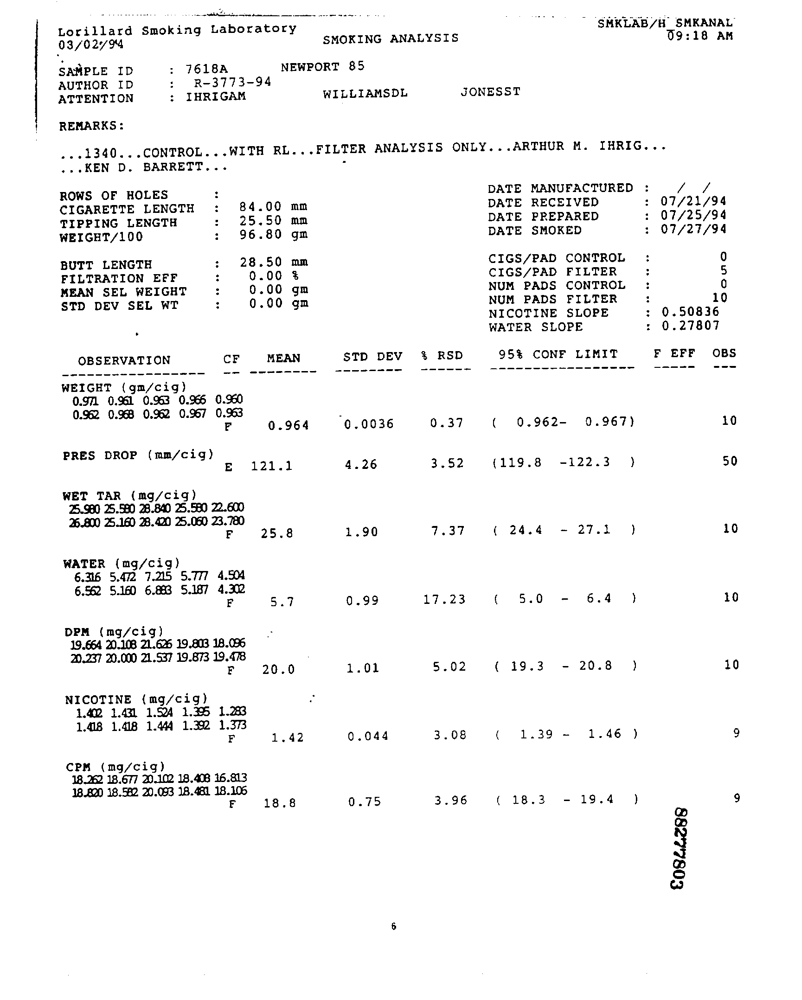 Lorillard Smoking Laboratory SMKLAB/H SMKANAL
03/02/94 SMOKING ANALYSIS 09:18 AM
SAMPLE ID : 7618A NEWPORT 85
AUTHOR ID : R-3773-94
ATTENTION : IHRIGAM WILLIAMSDL JONESST
REMARKS:
...1340...CONTROL...WITH RL...FILTER ANALYSIS ONLY...ARTHUR M. IHRIG...
...KEN D. BARRETT...
ROWS OF HOLES : DATE MANUFACTURED : / /
CIGARETTE LENGTH : 84.00 mm DATE RECEIVED : 07/21/94
TIPPING LENGTH : 25.50 mm DATE PREPARED : 07/25/94
WEIGHT/100 : 96.80 gm DATE SMOKED : 07/27/94
BUTT LENGTH : 28.50 mm CIGS/PAD CONTROL : 0
FILTRATION EFF : 0.00 % CIGS/PAD FILTER : 5
MEAN SEL WEIGHT : 0.00 gm NUM PADS CONTROL : 0
STD DEV SEL WT : 0.00 gm NUM PADS FILTER : 10
NICOTINE SLOPE : 0.50836
WATER SLOPE : 0.27807
OBSERVATION CF MEAN STD DEV % RSD 95% CONF LIMIT F EFF OBS
WEIGHT (gm/cig)
0.971 0.961 0.963 0.966 0.960
0.962 0.968 0.962 0.967 0.963
F 0.964 0.0036 0.37 ( 0.962- 0.967) 10
PRES DROP (mm/cig)
E 121.1 4.26 3.52 (119.8 -122.3 ) 50
WET TAR (mg/cig)
25.980 25.580 28.840 25.580 22.600
26.800 25.160 28.420 25.060 23.780
F 25.8 1.90 7.37 ( 24.4 - 27.1 ) 10
WATER (mg/cig)
6.316 5.472 7.215 5.777 4.504
6.562 5.160 6.883 5.187 4.302
F 5.7 0.99 17.23 ( 5.0 - 6.4 ) 10
DPM (mg/cig)
19.664 20.108 21.626 19.803 18.096
20.237 20.000 21.537 19.873 19.478
F 20.0 1.01 5.02 ( 19.3 - 20.8 ) 10
NICOTINE (mg/cig)
1.402 1.431 1.524 1.395 1.283
1.418 1.418 1.444 1.392 1.373
F 1.42 0.044 3.08 ( 1.39 - 1.46 ) 9
CPM (mg/cig)
18.262 18.677 20.102 18.408 16.813
18.820 18.582 20.093 18.481 18.106
F 18.8 0.75 3.96 ( 18.3 - 19.4 ) 9
88277803
6